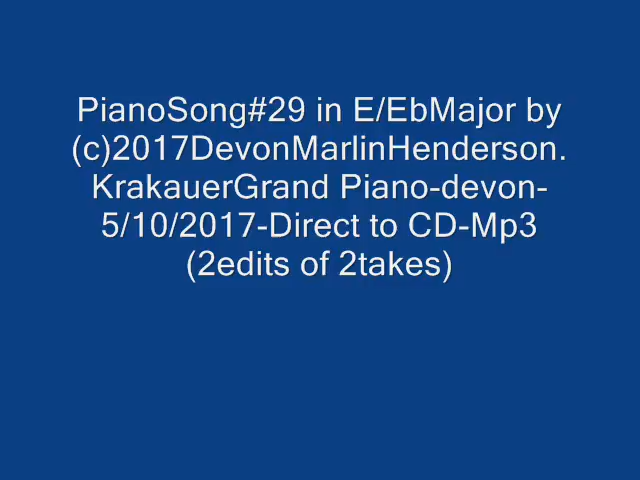 PianoSong#29 in E/EbMajor by
(c)2017DevonMarlinHenderson.
KrakauerGrand Piano-devon-
5/10/2017-Direct to CD-Mp3
(2edits of 2takes)